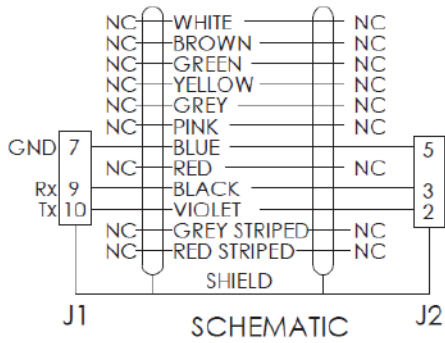 NC WHITE NC
NC BROWN NC
NC GREEN NC
NC YELLOW NC
NC GREY NC
NC PINK NC
GND 7 BLUE 5
NC RED NC
Rx 9 BLACK 3
Tx 10 VIOLET 2
NC GREY STRIPED NC
NC RED STRIPED NC
SHIELD
J1 J2
SCHEMATIC